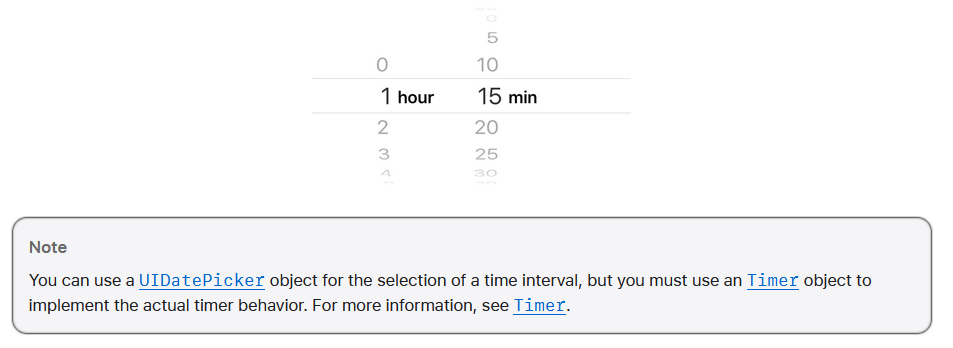 0
5
0 10
1 hour 15 min
2 20
3 25
4 30
Note
You can use a UIDatePicker object for the selection of a time interval, but you must use an Timer object to
implement the actual timer behavior. For more information, see Timer.